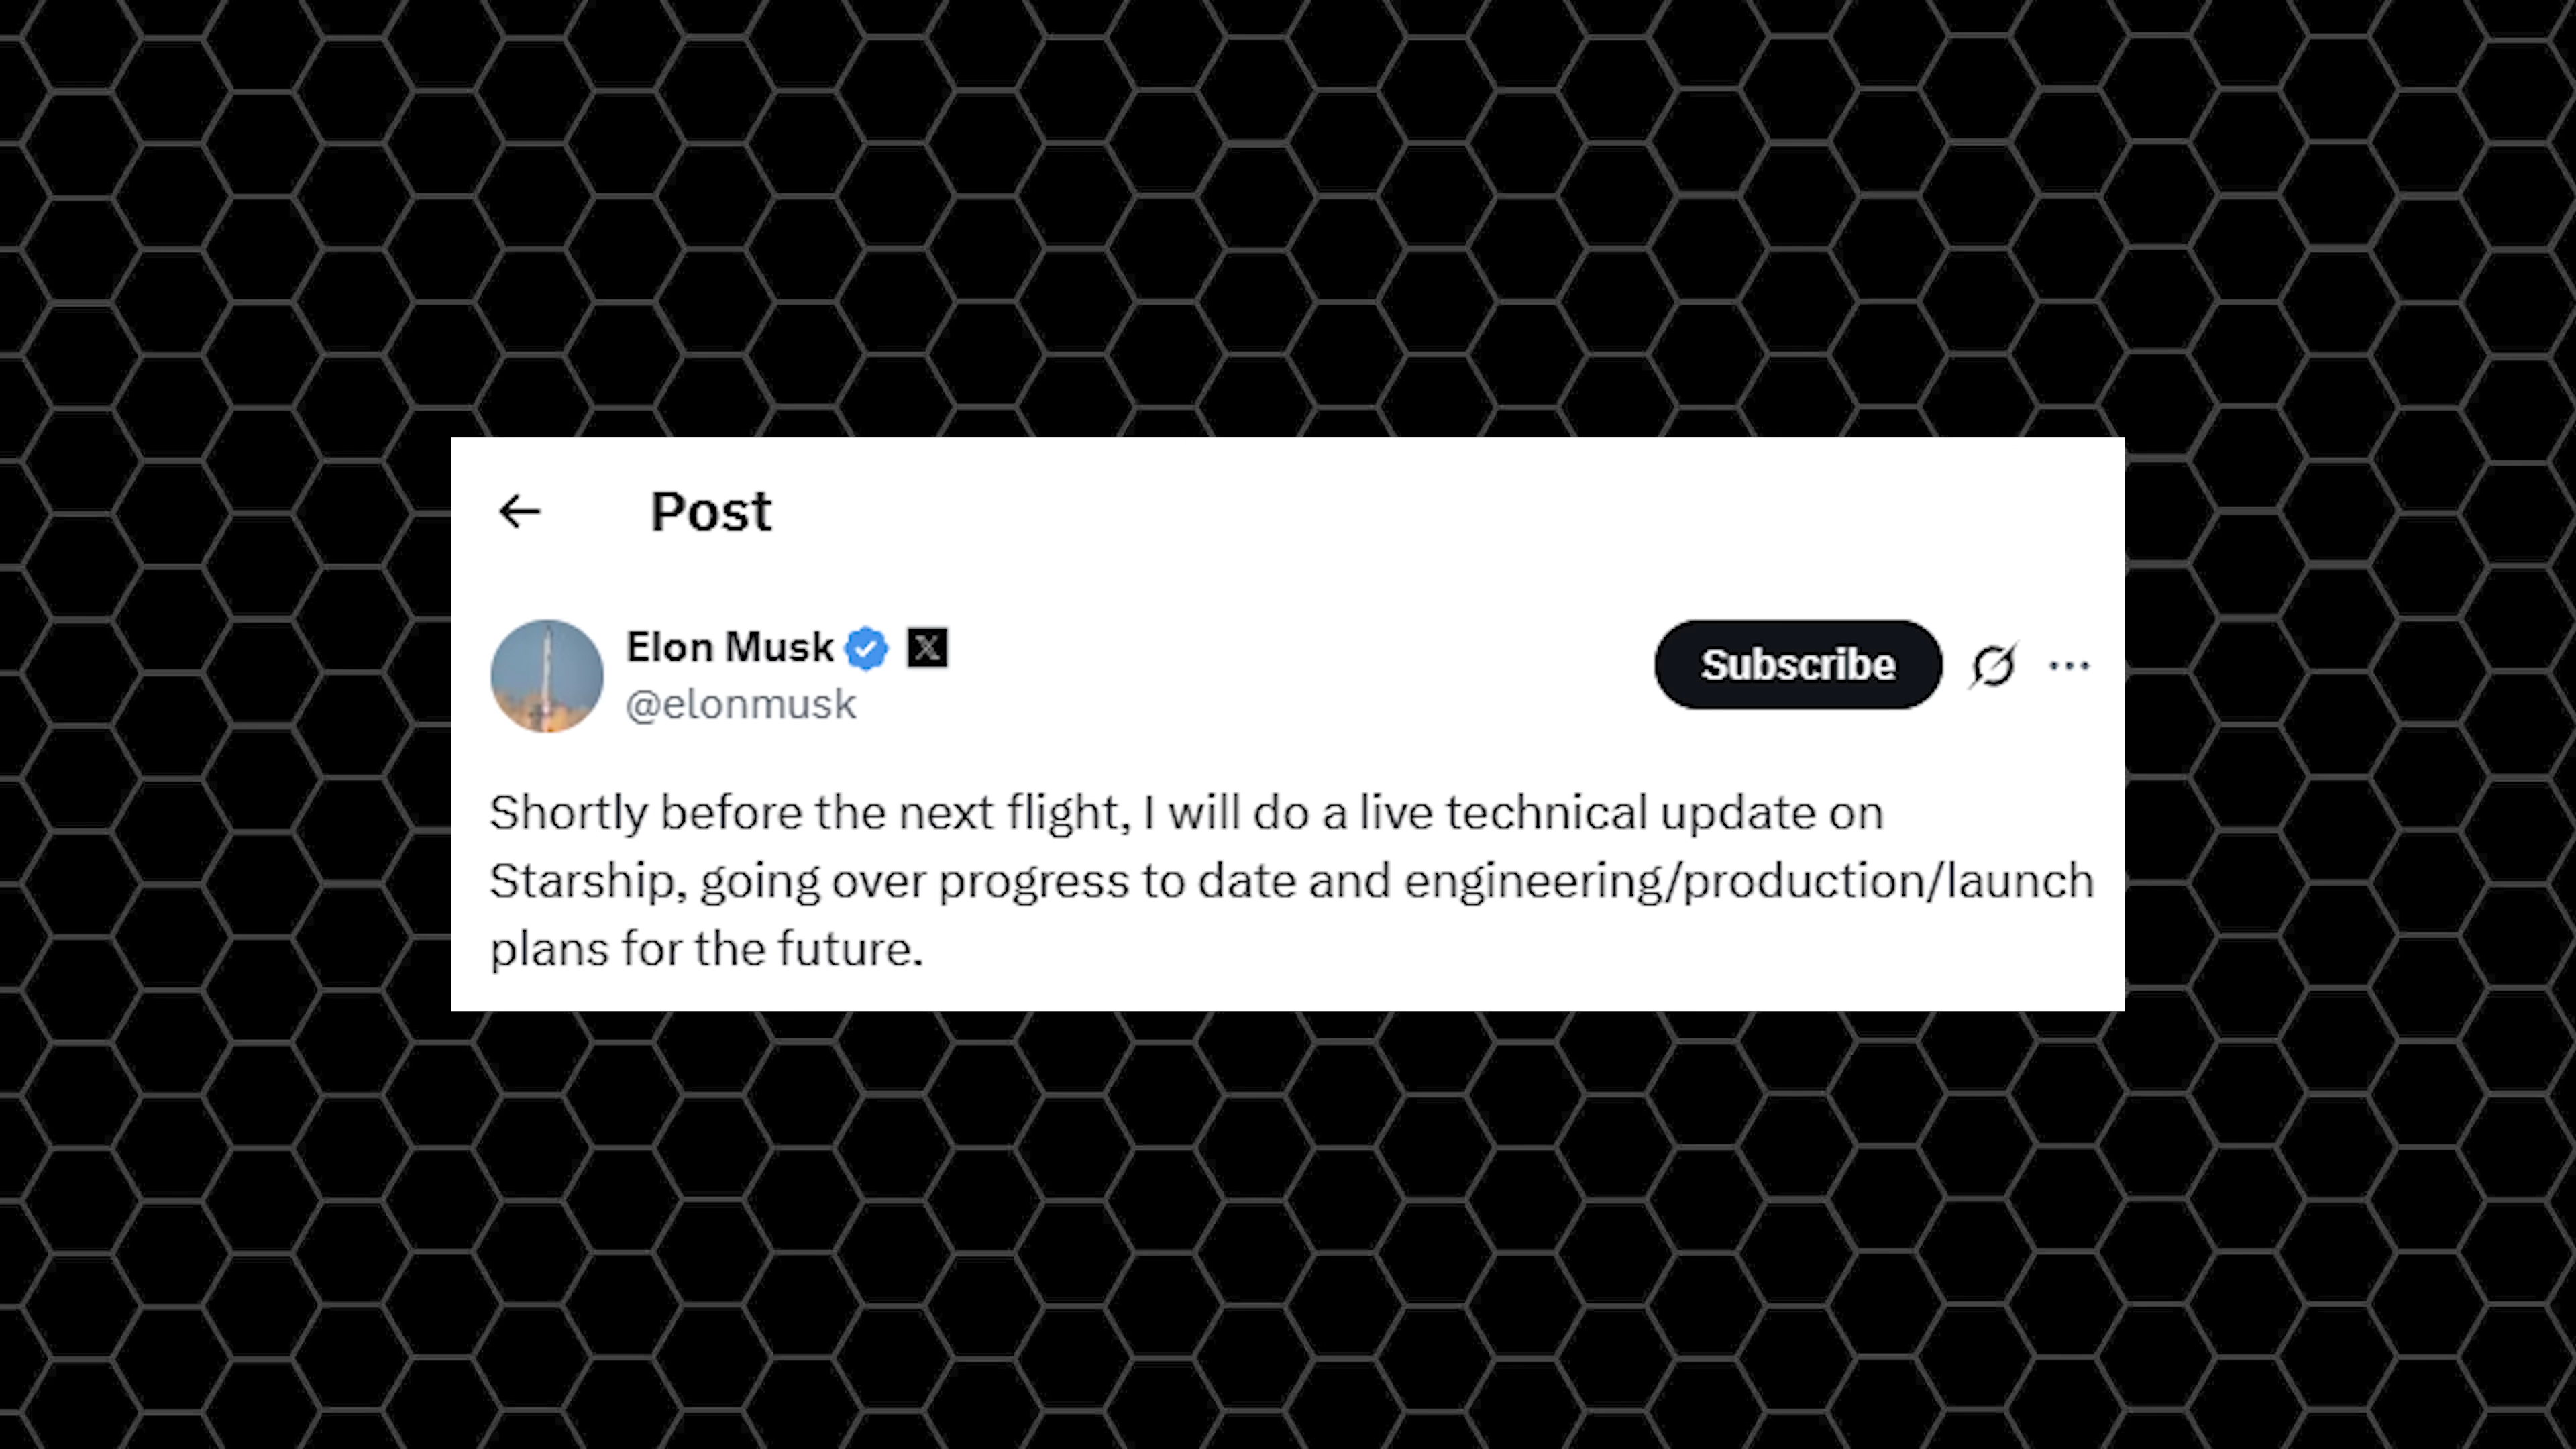 Post
Elon Musk
@elonmusk
Subscribe
Shortly before the next flight, I will do a live technical update on
Starship, going over progress to date and engineering/production/launch
plans for the future.